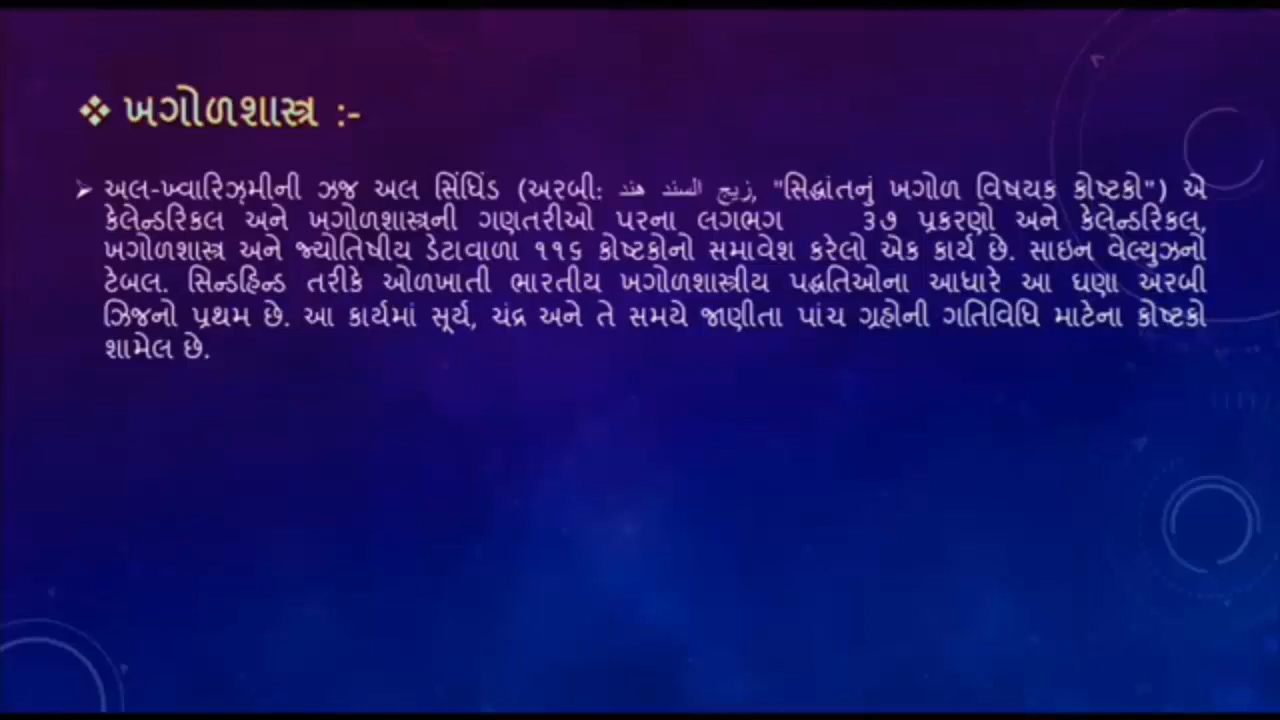 ❖ ખગોળશાસ્ત્ર :-
➢ અલ-ખ્વારિઝ્મીની ઝજ અલ સિંધિંડ (અરબી: زيج السند هند, "સિદ્ધાંતનું ખગોળ વિષયક કોષ્ટકો") એ
કેલેન્ડરિકલ અને ખગોળશાસ્ત્રની ગણતરીઓ પરના લગભગ ૩૭ પ્રકરણો અને કેલેન્ડરિકલ,
ખગોળશાસ્ત્ર અને જ્યોતિષીય ડેટાવાળા ૧૧૬ કોષ્ટકોનો સમાવેશ કરેલો એક કાર્ય છે. સાઇન વેલ્યુઝનો
ટેબલ. સિન્ડહિન્ડ તરીકે ઓળખાતી ભારતીય ખગોળશાસ્ત્રીય પદ્ધતિઓના આધારે આ ઘણા અરબી
ઝિજનો પ્રથમ છે. આ કાર્યમાં સૂર્ય, ચંદ્ર અને તે સમયે જાણીતા પાંચ ગ્રહોની ગતિવિધિ માટેના કોષ્ટકો
શામેલ છે.